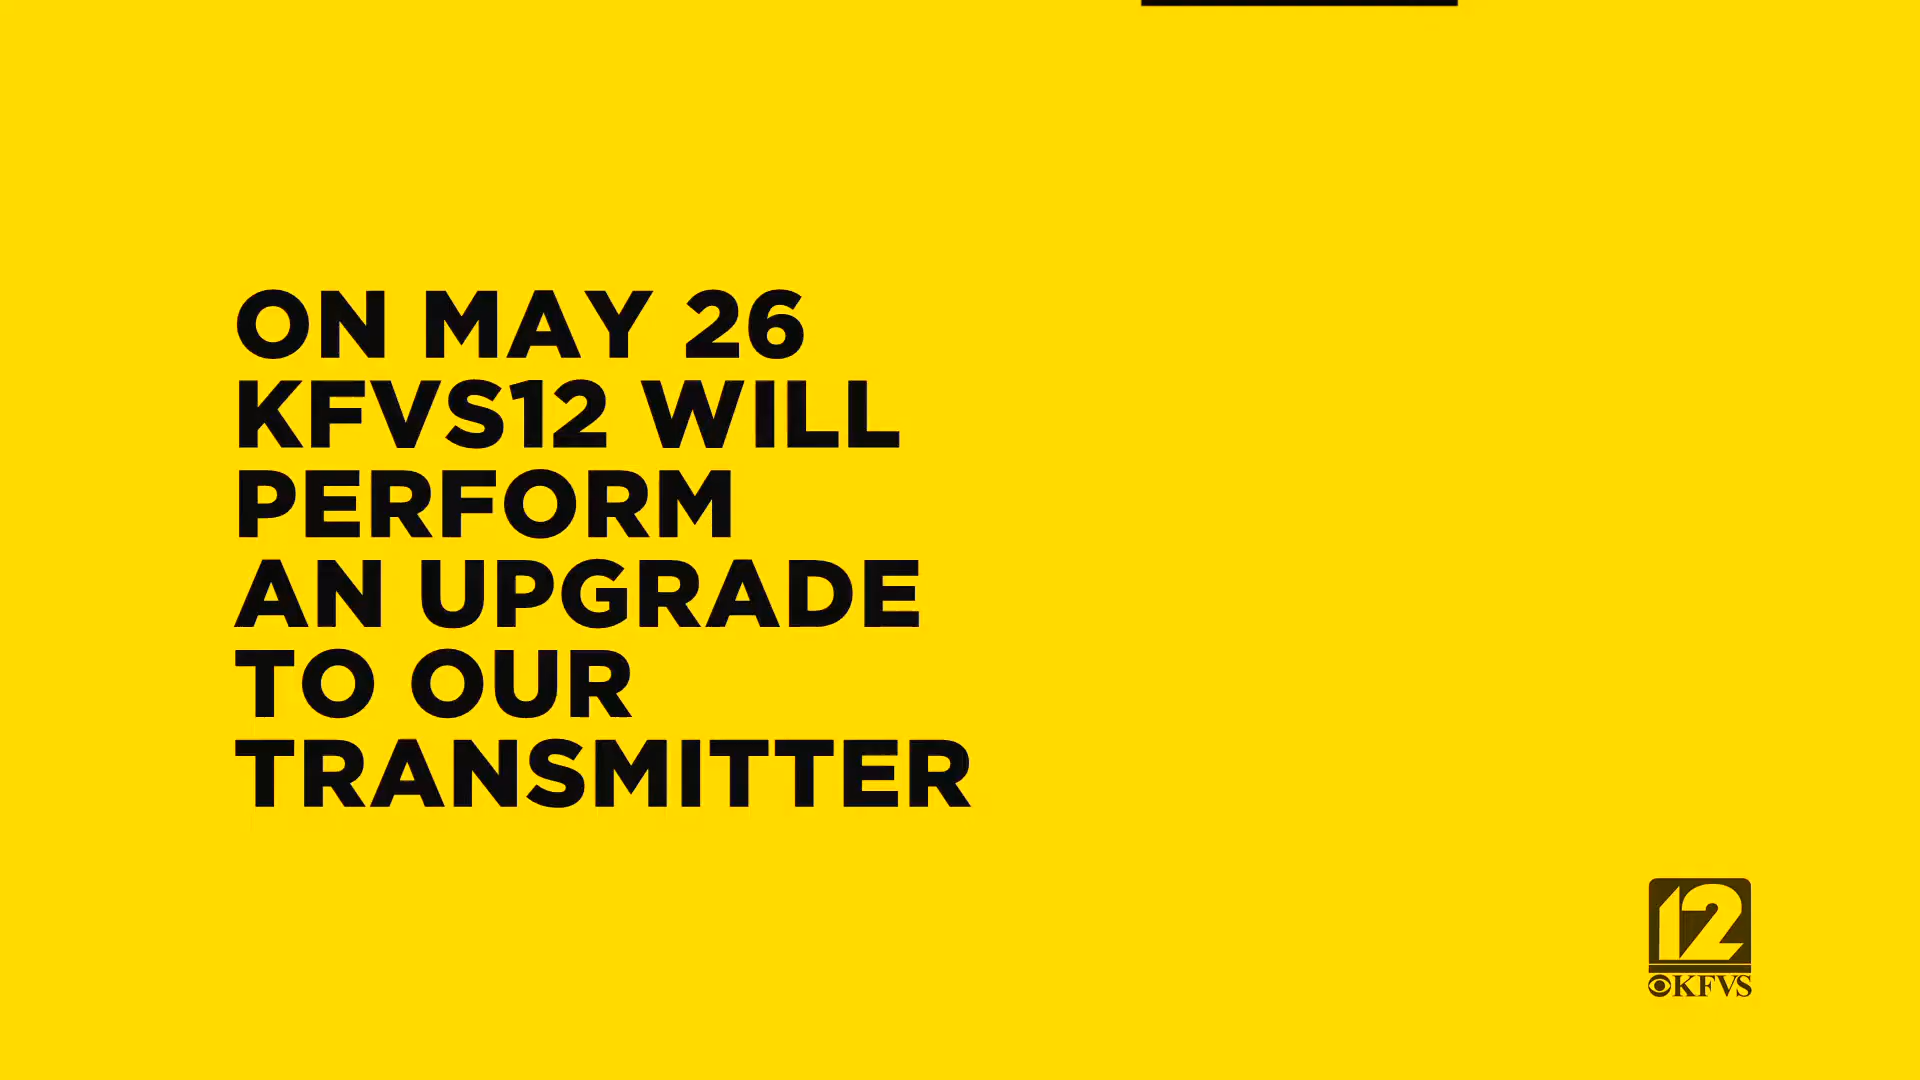 ON MAY 26
KFVS12 WILL
PERFORM
AN UPGRADE
TO OUR
TRANSMITTER
12
KFVS